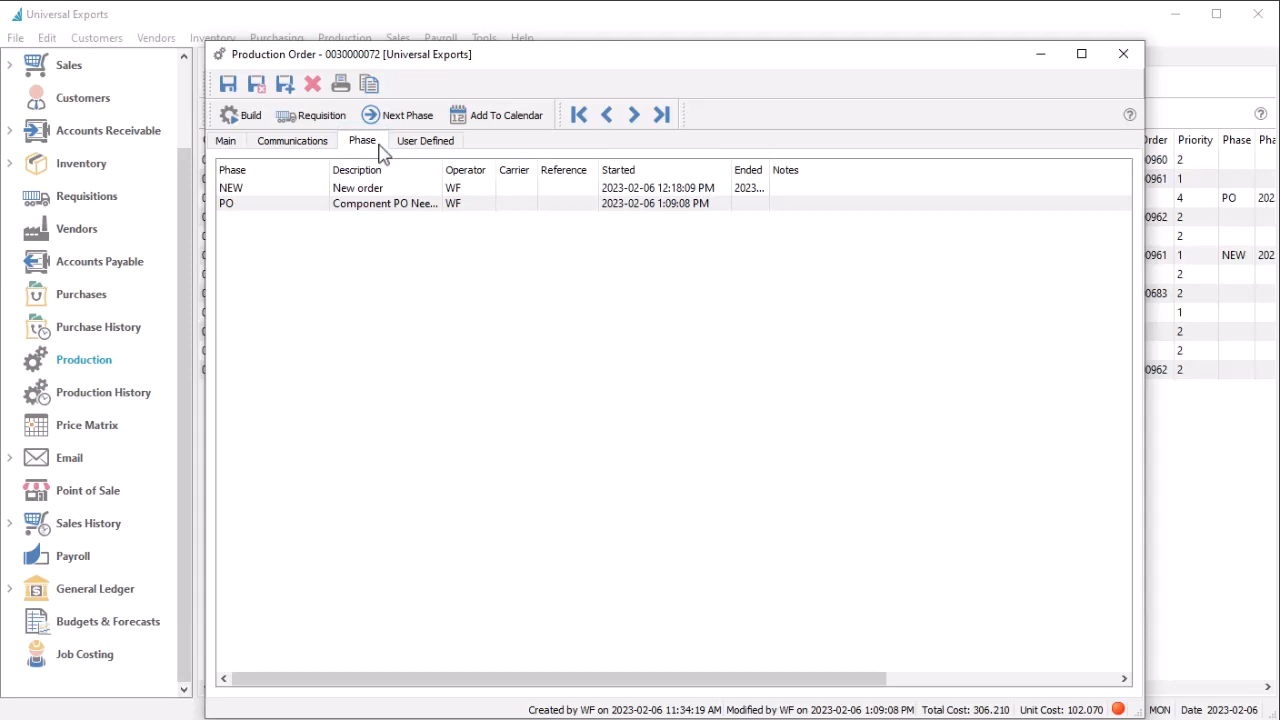 Universal Exports
File Edit Customers Vendors Inventory Purchasing Production Sales Payroll Tools Help
Sales
Customers
Accounts Receivable
Inventory
Requisitions
Vendors
Accounts Payable
Purchases
Purchase History
Production
Production History
Price Matrix
Email
Point of Sale
Sales History
Payroll
General Ledger
Budgets & Forecasts
Job Costing
Production Order - 0030000072 [Universal Exports]
Build Requisition Next Phase Add To Calendar
Main Communications Phase User Defined
Phase Description Operator Carrier Reference Started Ended Notes
NEW New order WF 2023-02-06 12:18:09 PM 2023...
PO Component PO Nee... WF 2023-02-06 1:09:08 PM
Created by WF on 2023-02-06 11:34:19 AM Modified by WF on 2023-02-06 1:09:08 PM Total Cost: 306.210 Unit Cost: 102.070 MON Date 2023-02-06
Order Priority Phase Pha
0960 2
0961 1
4 PO 202
0962 2
2
0961 1 NEW 202
2
0683 2
1
2
2
0962 2